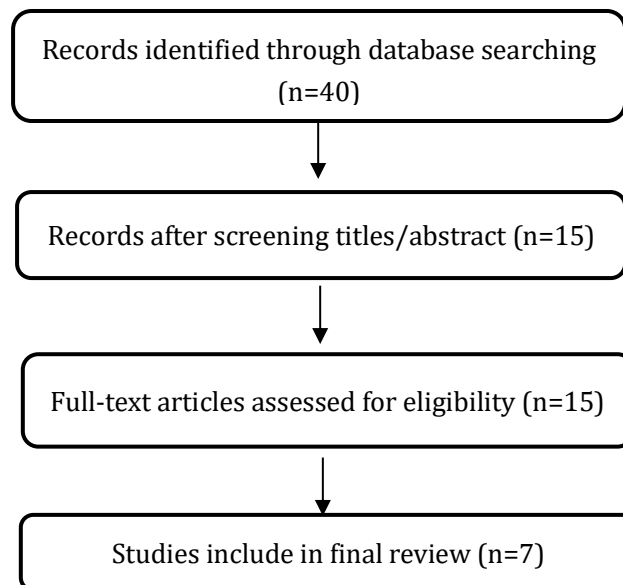 Records identified through database searching
(n=40)
Records after screening titles/abstract (n=15)
Full-text articles assessed for eligibility (n=15)
Studies include in final review (n=7)